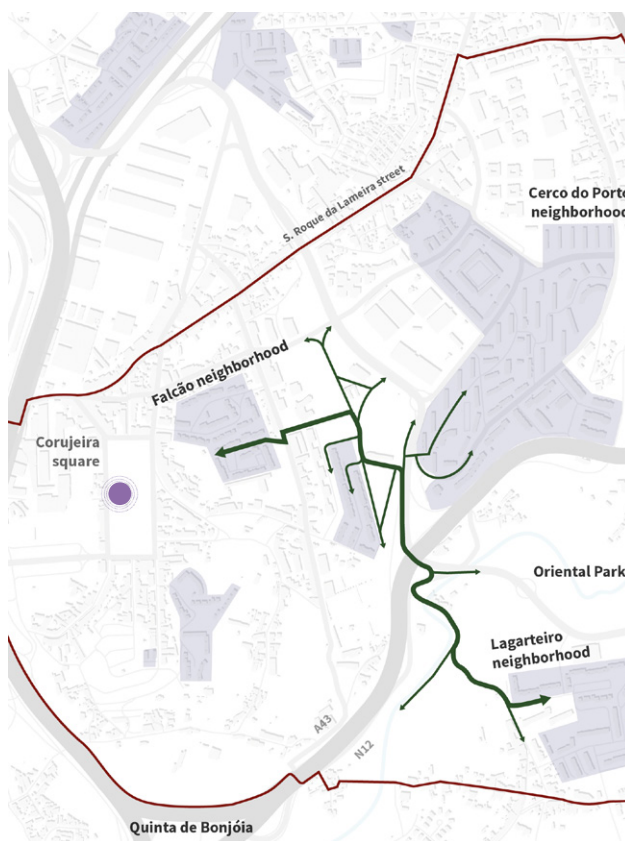 Cerco do Porto
neighborhood
S. Roque da Lameira street
Falcão neighborhood
Corujeira
square
Oriental Park
Lagarteiro
neighborhood
A43
N12
Quinta de Bonjóia